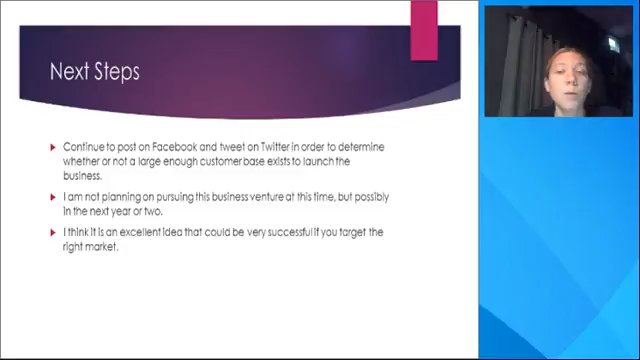 Next Steps
Continue to post on Facebook and tweet on Twitter in order to determine
whether or not a large enough customer base exists to launch the
business.
I am not planning on pursuing this business venture at this time, but possibly
in the next year or two.
I think it is an excellent idea that could be very successful if you target the
right market.